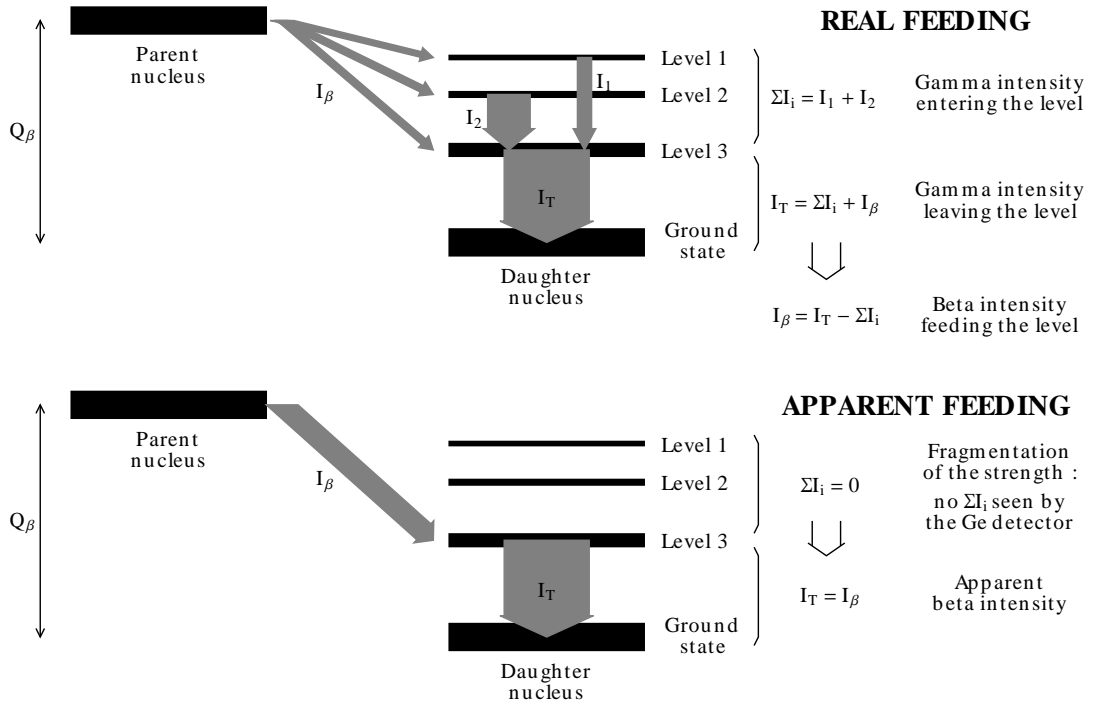 REAL FEEDING
Parent
nucleus
Qβ
Iβ
Level 1
Level 2
Level 3
I1
I2
IT
Ground
state
Daughter
nucleus
ΣIi = I1 + I2
Gamma intensity
entering the level
IT = ΣIi + Iβ
Gamma intensity
leaving the level
Iβ = IT − ΣIi
Beta intensity
feeding the level
APPARENT FEEDING
Parent
nucleus
Qβ
Iβ
Level 1
Level 2
Level 3
IT
Ground
state
Daughter
nucleus
ΣIi = 0
Fragmentation
of the strength :
no ΣIi seen by
the Ge detector
IT = Iβ
Apparent
beta intensity